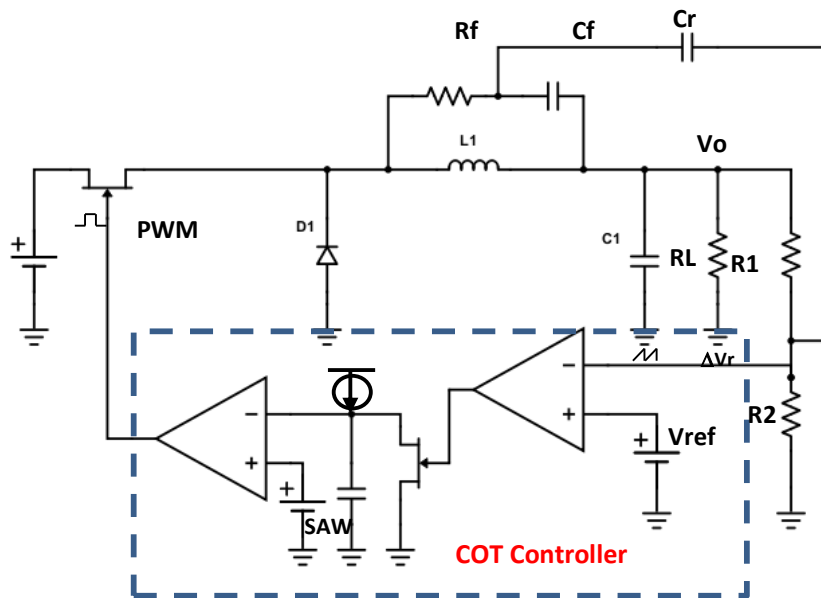 Rf Cf Cr
L1
Vo
+
PWM
D1
C1
RL
R1
ΔVr
−
+
−
+
R2
Vref
+
+
SAW
COT Controller